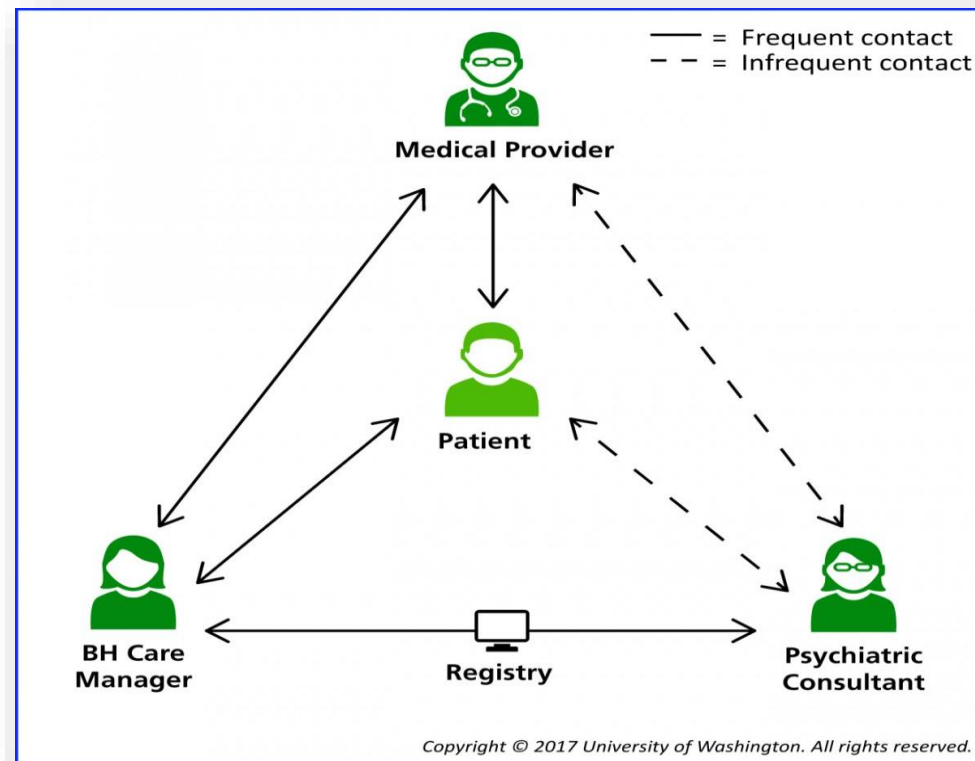 = Frequent contact
= Infrequent contact
Medical Provider
Patient
BH Care
Manager
Registry
Psychiatric
Consultant
Copyright © 2017 University of Washington. All rights reserved.